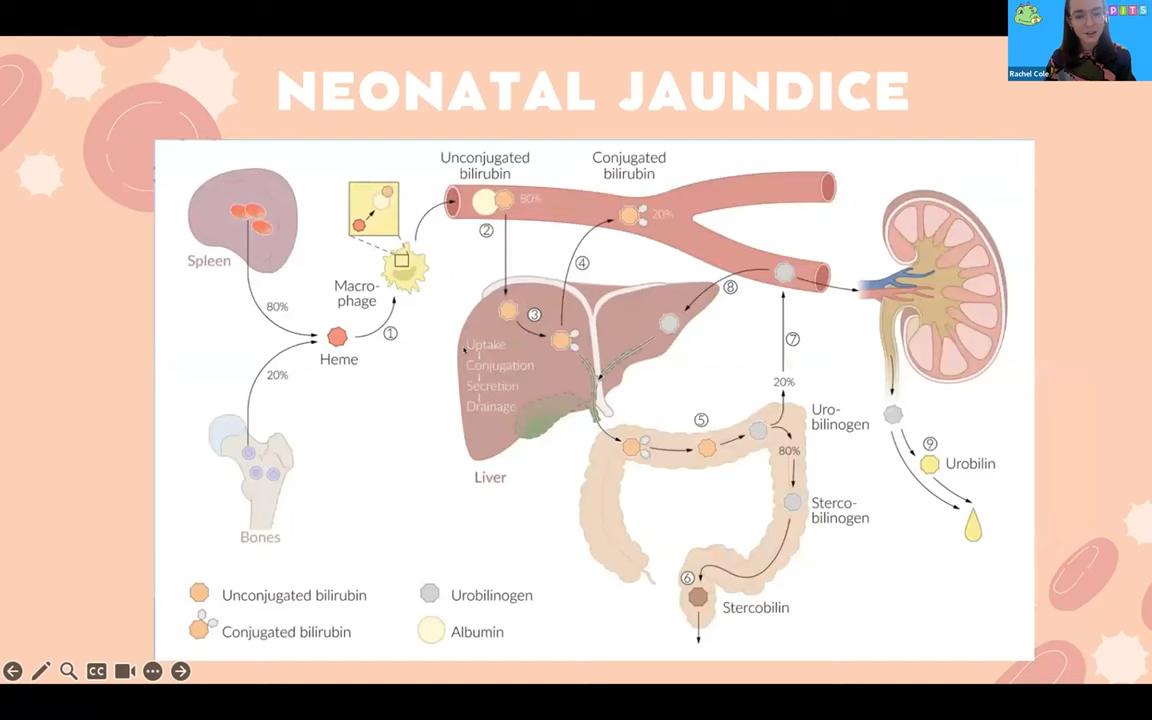 PITS
Rachel Cole
NEONATAL JAUNDICE
Unconjugated
bilirubin
Conjugated
bilirubin
80%
20%
②
Spleen
④
Macro-
phage
⑧
80%
①
③
Heme
Uptake
Conjugation
Secretion
Drainage
⑦
20%
20%
Uro-
bilinogen
⑤
80%
⑨
Urobilin
Liver
Sterco-
bilinogen
Bones
⑥
Stercobilin
Unconjugated bilirubin
Urobilinogen
Conjugated bilirubin
Albumin
CC